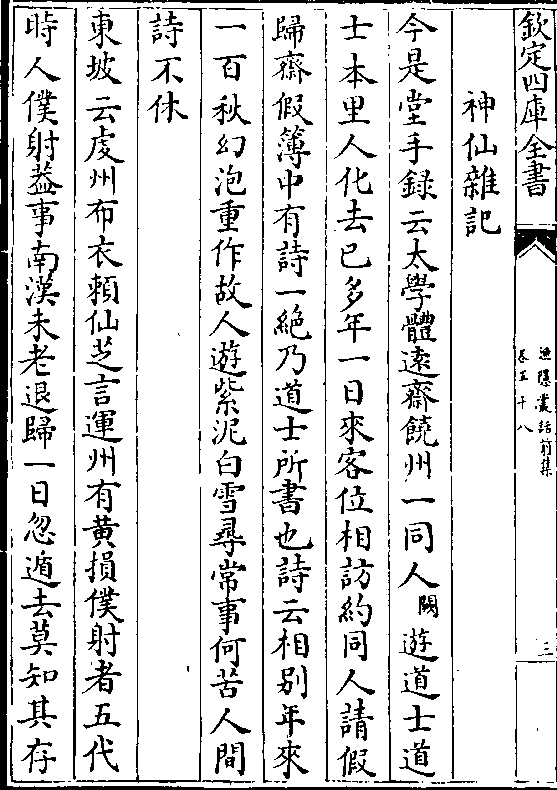 欽定四庫全書
漁隱叢話前集
卷五十八
三
神仙雜記
今是堂手録云太學體遠齋饒州一同人闕遊道士道
士本里人化去已多年一日來客位相訪約同人請假
歸齋假簿中有詩一絶乃道士所書也詩云相别年來
一百秋幻泡重作故人遊紫泥白雪尋常事何苦人間
詩不休
東坡云虔州布衣頼仙芝言連州有黄損僕射者五代
時人僕射葢事南漢未老退歸一日忽遁去莫知其存